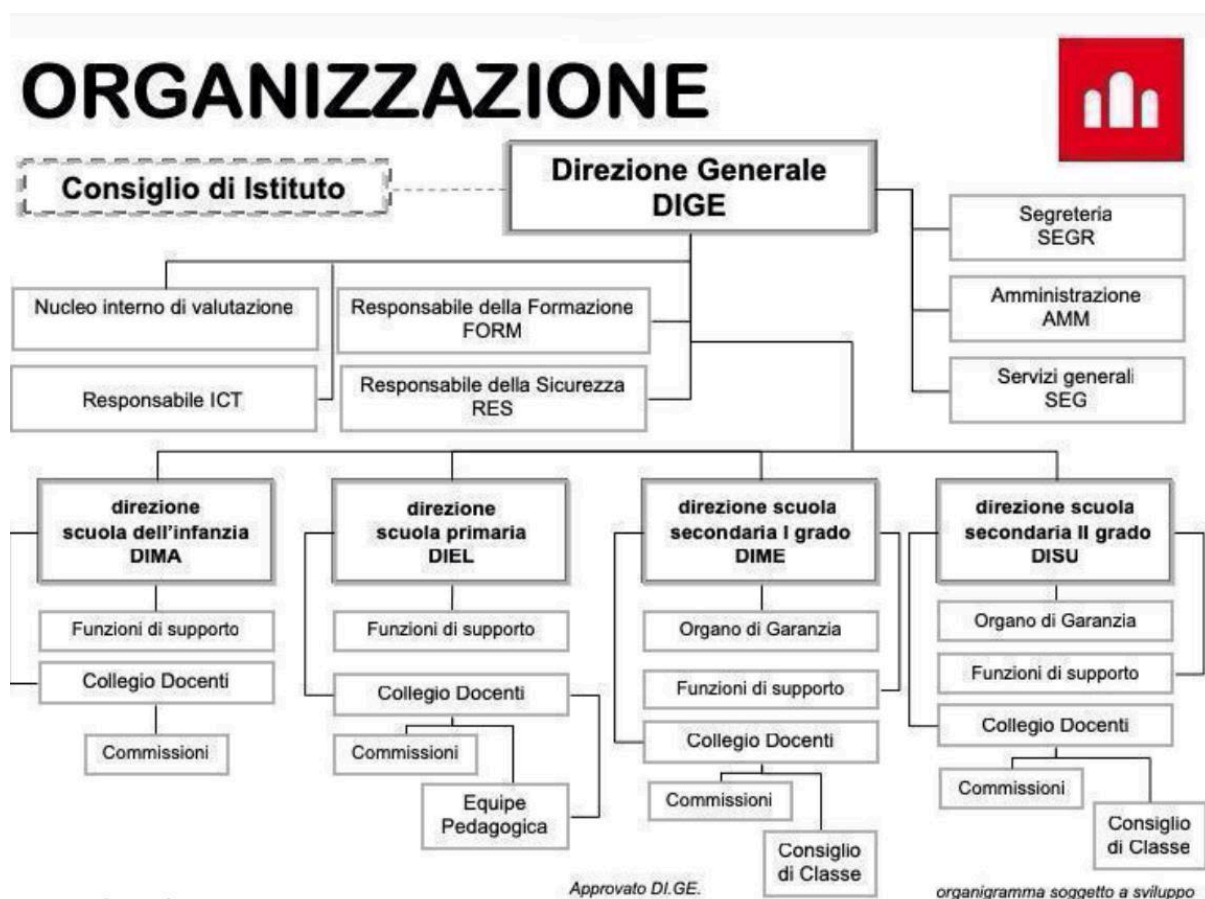 ORGANIZZAZIONE
Consiglio di Istituto
Direzione Generale
DIGE
Segreteria
SEGR
Nucleo interno di valutazione
Responsabile della Formazione
FORM
Amministrazione
AMM
Responsabile ICT
Responsabile della Sicurezza
RES
Servizi generali
SEG
direzione
scuola dell'infanzia
DIMA
direzione
scuola primaria
DIEL
direzione scuola
secondaria I grado
DIME
direzione scuola
secondaria II grado
DISU
Funzioni di supporto
Collegio Docenti
Commissioni
Funzioni di supporto
Collegio Docenti
Commissioni
Equipe
Pedagogica
Organo di Garanzia
Funzioni di supporto
Collegio Docenti
Commissioni
Consiglio
di Classe
Organo di Garanzia
Funzioni di supporto
Collegio Docenti
Commissioni
Consiglio
di Classe
Approvato DI.GE.
organigramma soggetto a sviluppo